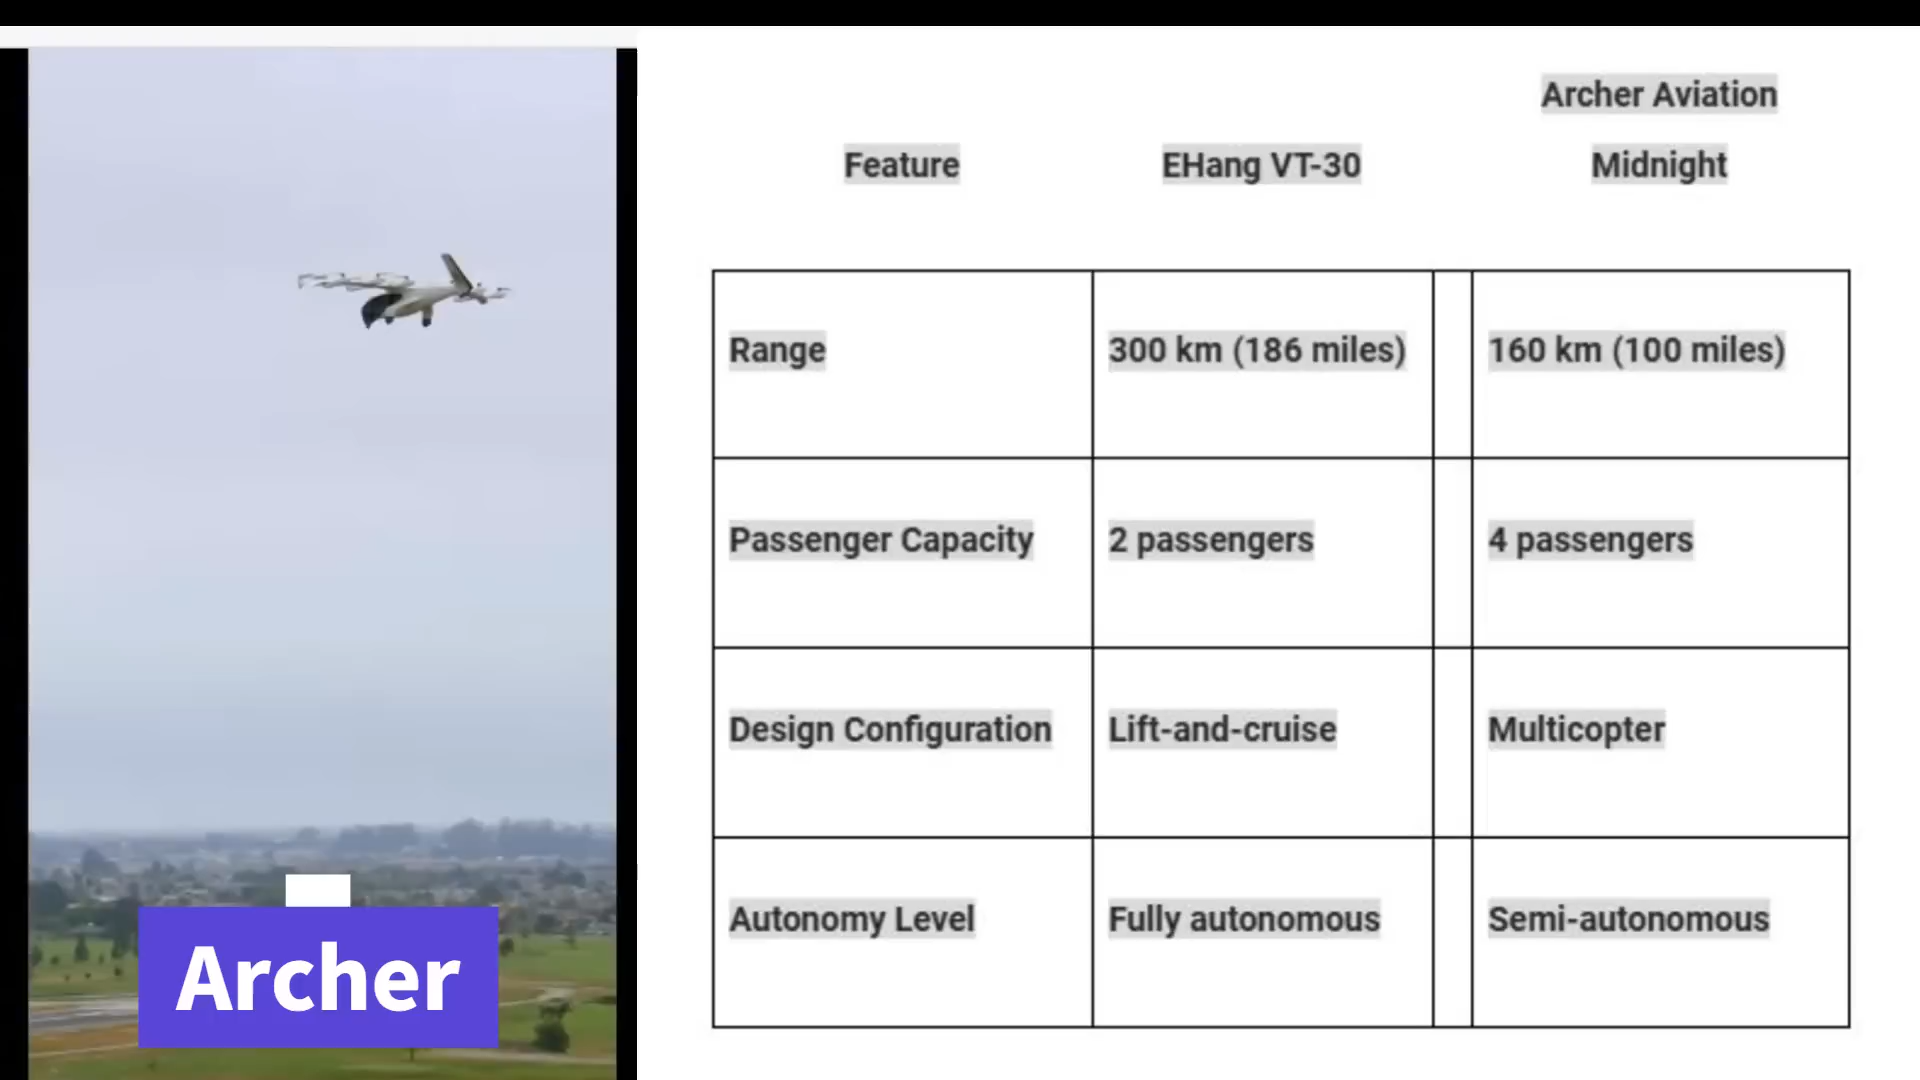 Archer
Archer Aviation
Feature EHang VT-30 Midnight
Range 300 km (186 miles) 160 km (100 miles)
Passenger Capacity 2 passengers 4 passengers
Design Configuration Lift-and-cruise Multicopter
Autonomy Level Fully autonomous Semi-autonomous